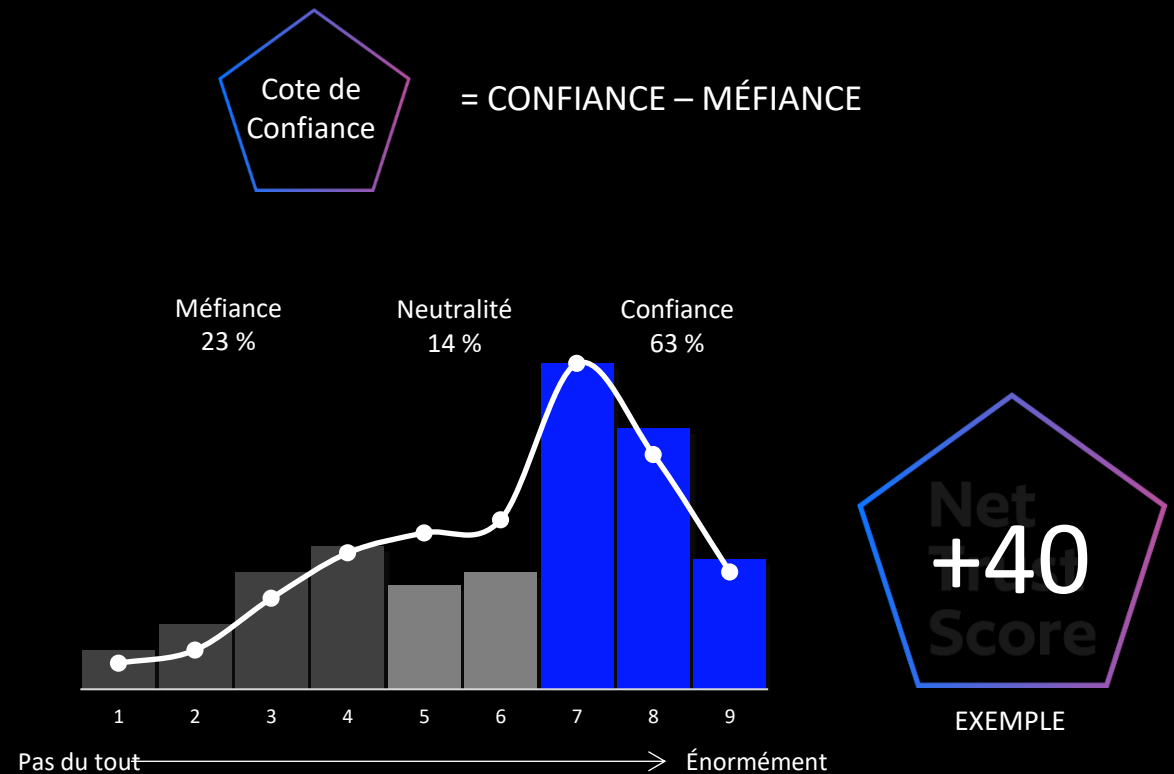 Cote de
Confiance
= CONFIANCE – MÉFIANCE
Méfiance
23 %
Neutralité
14 %
Confiance
63 %
Net
Trust
Score
+40
EXEMPLE
1 2 3 4 5 6 7 8 9
Pas du tout
Énormément